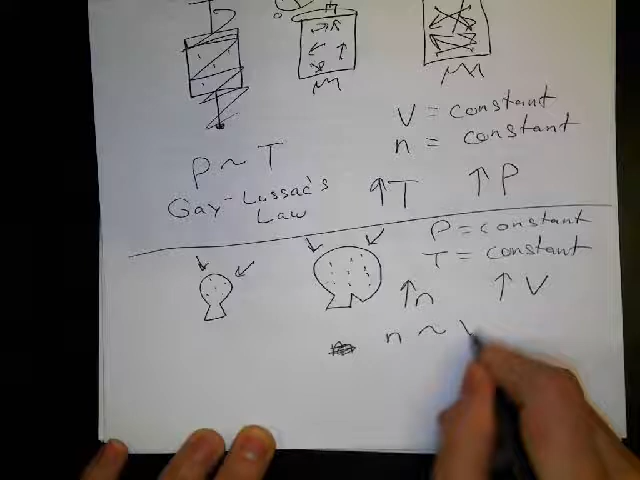 V = constant
n = constant
P ~ T
Gay-Lussac's
Law
↑T ↑P
P = constant
T = constant
↑n ↑V
n ~ V